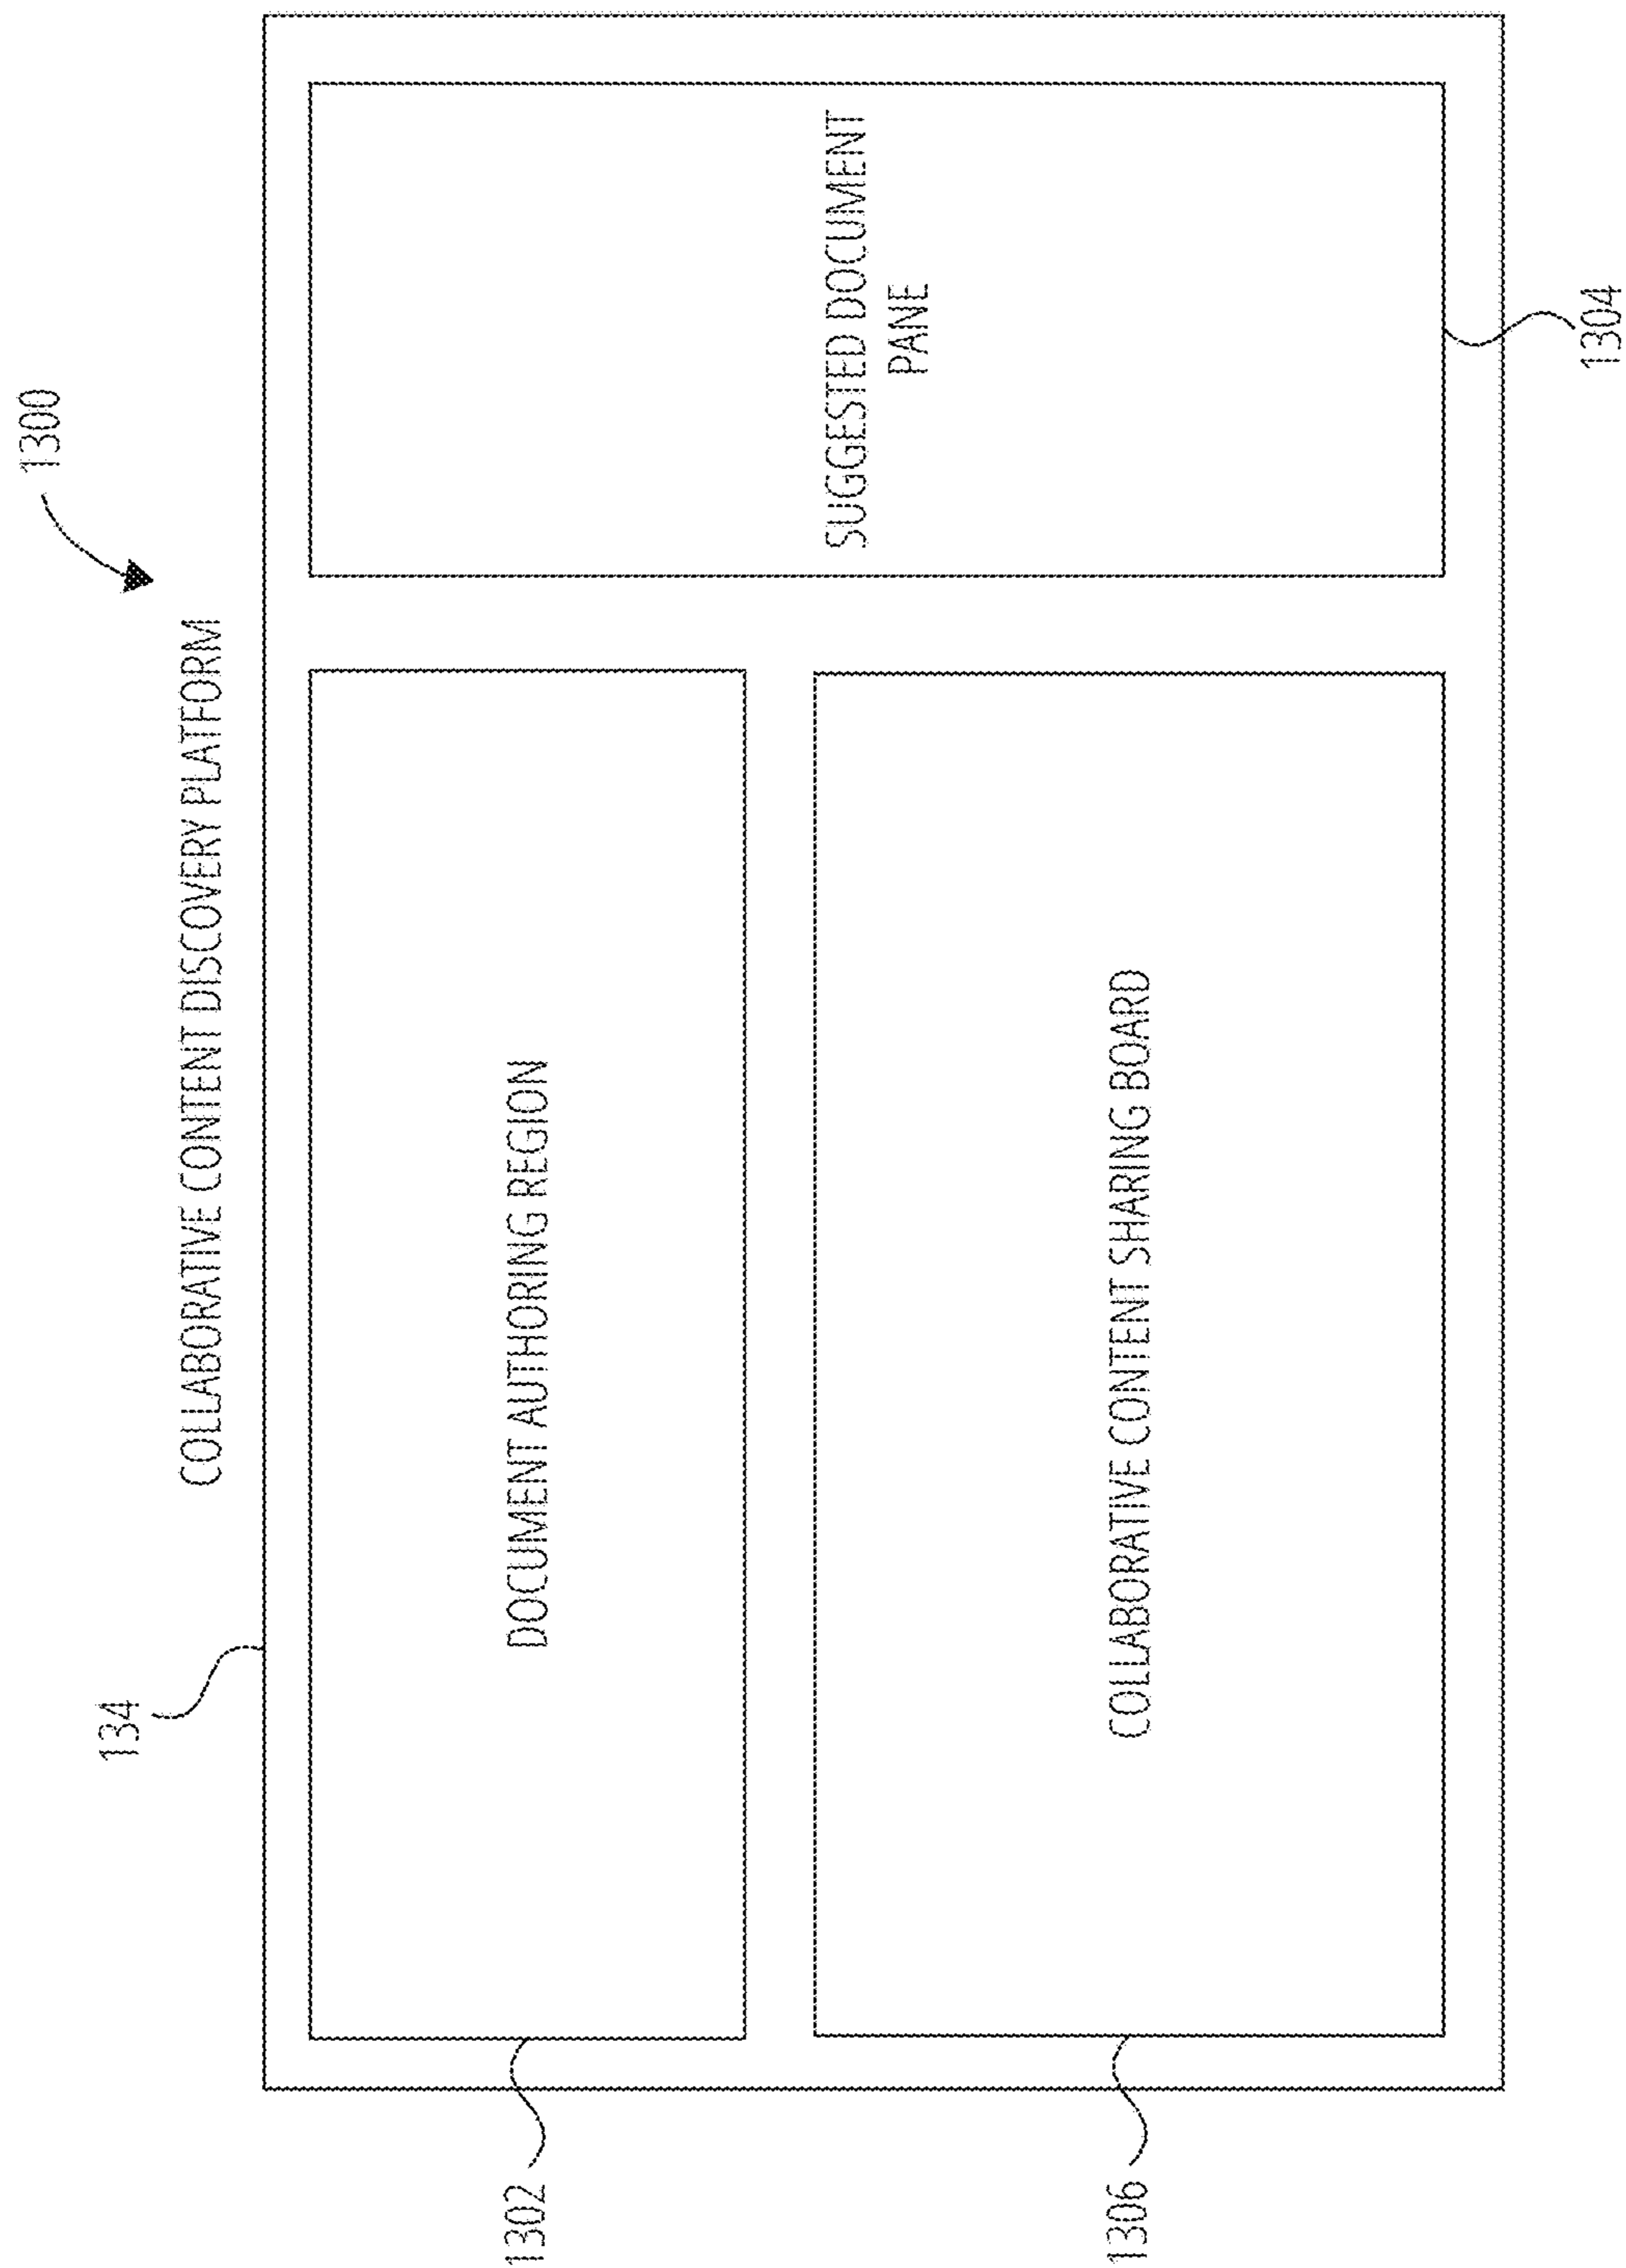 1300
COLLABORATIVE CONTENT DISCOVERY PLATFORM
134
DOCUMENT AUTHORING REGION
1302
SUGGESTED DOCUMENT
PANE
COLLABORATIVE CONTENT SHARING BOARD
1306
1304